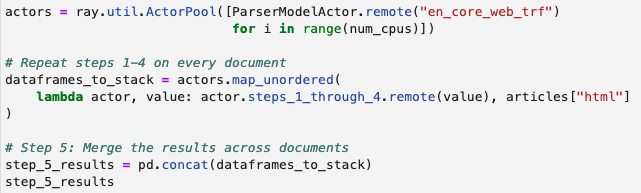 actors = ray.util.ActorPool([ParserModelActor.remote("en_core_web_trf")
                             for i in range(num_cpus)])
# Repeat steps 1–4 on every document
dataframes_to_stack = actors.map_unordered(
    lambda actor, value: actor.steps_1_through_4.remote(value), articles["html"]
)
# Step 5: Merge the results across documents
step_5_results = pd.concat(dataframes_to_stack)
step_5_results